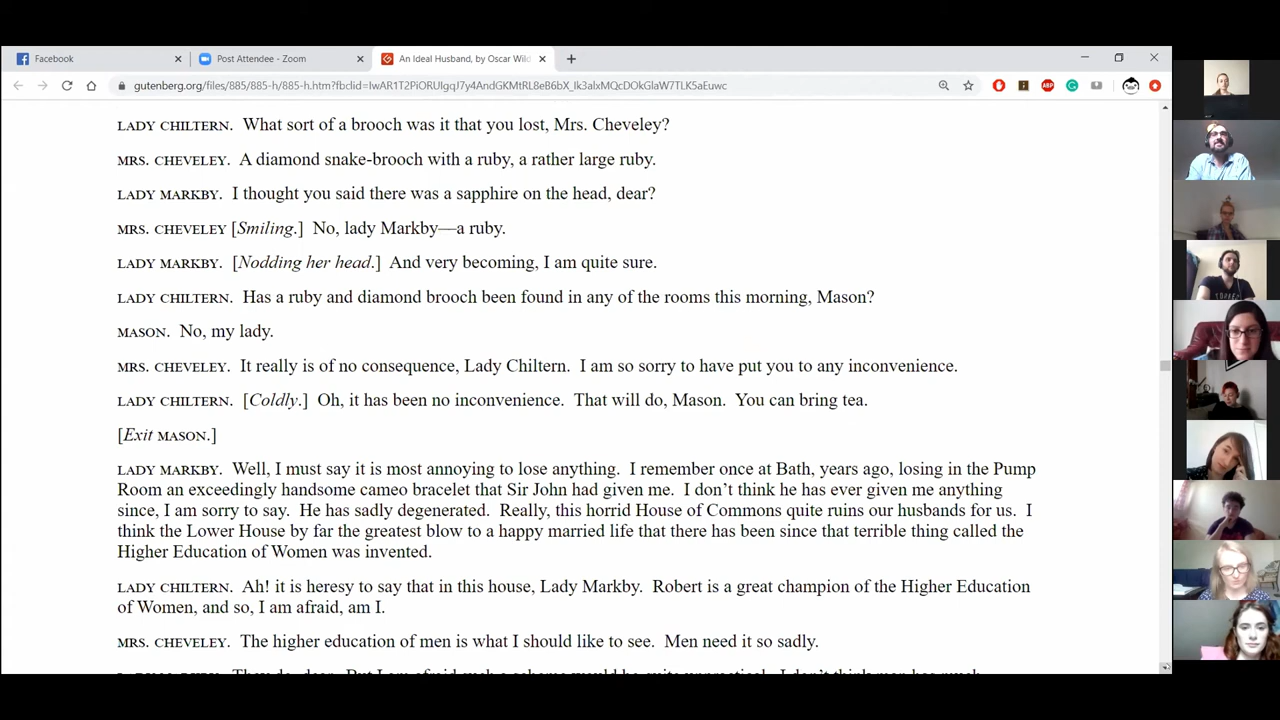 Facebook
Post Attendee - Zoom
An Ideal Husband, by Oscar Wild
gutenberg.org/files/885/885-h/885-h.htm?fbclid=
LADY CHILTERN. What sort of a brooch was it that you lost, Mrs. Cheveley?
MRS. CHEVELEY. A diamond snake-brooch with a ruby, a rather large ruby.
LADY MARKBY. I thought you said there was a sapphire on the head, dear?
MRS. CHEVELEY [Smiling.] No, lady Markby—a ruby.
LADY MARKBY. [Nodding her head.] And very becoming, I am quite sure.
LADY CHILTERN. Has a ruby and diamond brooch been found in any of the rooms this morning, Mason?
MASON. No, my lady.
MRS. CHEVELEY. It really is of no consequence, Lady Chiltern. I am so sorry to have put you to any inconvenience.
LADY CHILTERN. [Coldly.] Oh, it has been no inconvenience. That will do, Mason. You can bring tea.
[Exit MASON.]
LADY MARKBY. Well, I must say it is most annoying to lose anything. I remember once at Bath, years ago, losing in the Pump
Room an exceedingly handsome cameo bracelet that Sir John had given me. I don’t think he has ever given me anything
since, I am sorry to say. He has sadly degenerated. Really, this horrid House of Commons quite ruins our husbands for us. I
think the Lower House by far the greatest blow to a happy married life that there has been since that terrible thing called the
Higher Education of Women was invented.
LADY CHILTERN. Ah! it is heresy to say that in this house, Lady Markby. Robert is a great champion of the Higher Education
of Women, and so, I am afraid, am I.
MRS. CHEVELEY. The higher education of men is what I should like to see. Men need it so sadly.